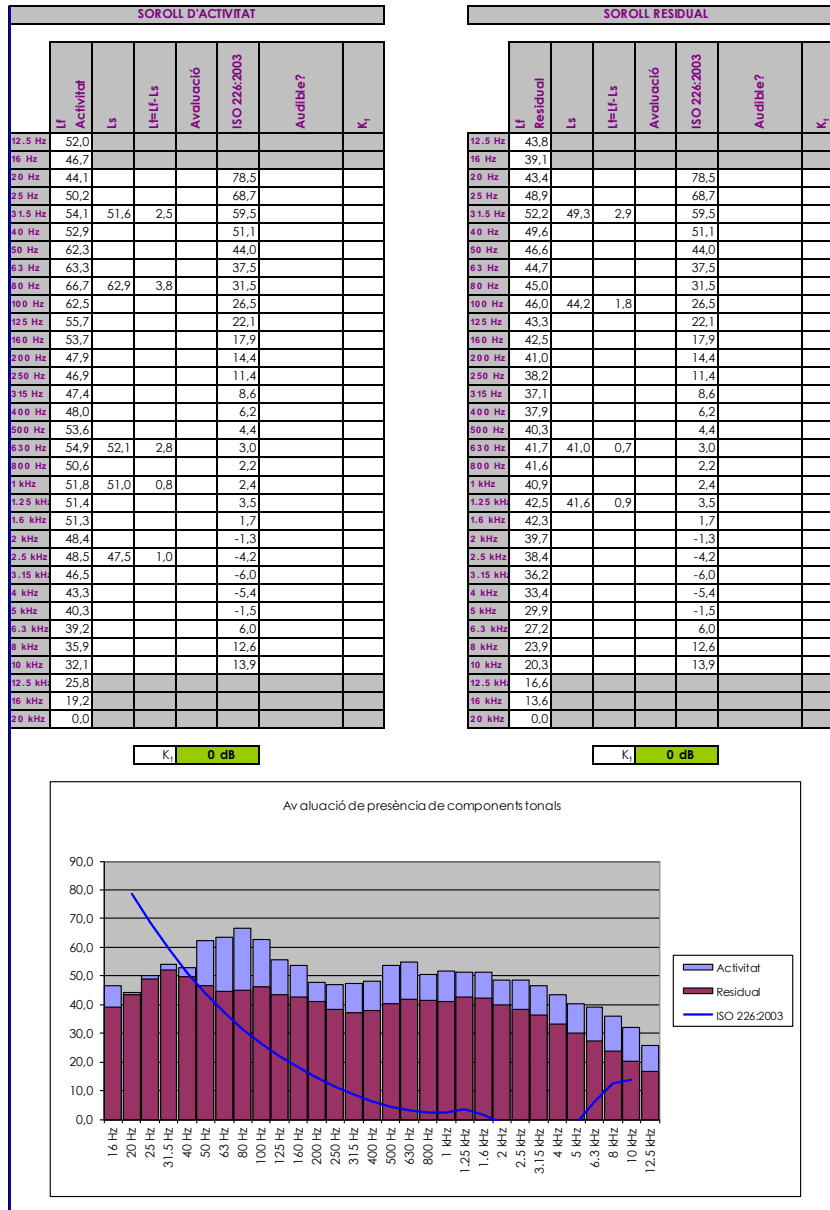 SOROLL D'ACTIVITAT
Lf Activitat Ls Lt=Lf-Ls Avaluació ISO 226:2003 Audible? Kt
12.5 Hz 52,0
16 Hz 46,7
20 Hz 44,1 78,5
25 Hz 50,2 68,7
31.5 Hz 54,1 51,6 2,5 59,5
40 Hz 52,9 51,1
50 Hz 62,3 44,0
63 Hz 63,3 37,5
80 Hz 66,7 62,9 3,8 31,5
100 Hz 62,5 26,5
125 Hz 55,7 22,1
160 Hz 53,7 17,9
200 Hz 47,9 14,4
250 Hz 46,9 11,4
315 Hz 47,4 8,6
400 Hz 48,0 6,2
500 Hz 53,6 4,4
630 Hz 54,9 52,1 2,8 3,0
800 Hz 50,6 2,2
1 kHz 51,8 51,0 0,8 2,4
1.25 kHz 51,4 3,5
1.6 kHz 51,3 1,7
2 kHz 48,4 -1,3
2.5 kHz 48,5 47,5 1,0 -4,2
3.15 kHz 46,5 -6,0
4 kHz 43,3 -5,4
5 kHz 40,3 -1,5
6.3 kHz 39,2 6,0
8 kHz 35,9 12,6
10 kHz 32,1 13,9
12.5 kHz 25,8
16 kHz 19,2
20 kHz 0,0
Kt 0 dB
SOROLL RESIDUAL
Lf Residual Ls Lt=Lf-Ls Avaluació ISO 226:2003 Audible? Kt
12.5 Hz 43,8
16 Hz 39,1
20 Hz 43,4 78,5
25 Hz 48,9 68,7
31.5 Hz 52,2 49,3 2,9 59,5
40 Hz 49,6 51,1
50 Hz 46,6 44,0
63 Hz 44,7 37,5
80 Hz 45,0 31,5
100 Hz 46,0 44,2 1,8 26,5
125 Hz 43,3 22,1
160 Hz 42,5 17,9
200 Hz 41,0 14,4
250 Hz 38,2 11,4
315 Hz 37,1 8,6
400 Hz 37,9 6,2
500 Hz 40,3 4,4
630 Hz 41,7 41,0 0,7 3,0
800 Hz 41,6 2,2
1 kHz 40,9 2,4
1.25 kHz 42,5 41,6 0,9 3,5
1.6 kHz 42,3 1,7
2 kHz 39,7 -1,3
2.5 kHz 38,4 -4,2
3.15 kHz 36,2 -6,0
4 kHz 33,4 -5,4
5 kHz 29,9 -1,5
6.3 kHz 27,2 6,0
8 kHz 23,9 12,6
10 kHz 20,3 13,9
12.5 kHz 16,6
16 kHz 13,6
20 kHz 0,0
Kt 0 dB
Avaluació de presència de components tonals
90,0
80,0
70,0
60,0
50,0
40,0
30,0
20,0
10,0
0,0
16 Hz 20 Hz 25 Hz 31.5 Hz 40 Hz 50 Hz 63 Hz 80 Hz 100 Hz 125 Hz 160 Hz 200 Hz 250 Hz 315 Hz 400 Hz 500 Hz 630 Hz 800 Hz 1 kHz 1.25 kHz 1.6 kHz 2 kHz 2.5 kHz 3.15 kHz 4 kHz 5 kHz 6.3 kHz 8 kHz 10 kHz 12.5 kHz
Activitat
Residual
ISO 226:2003